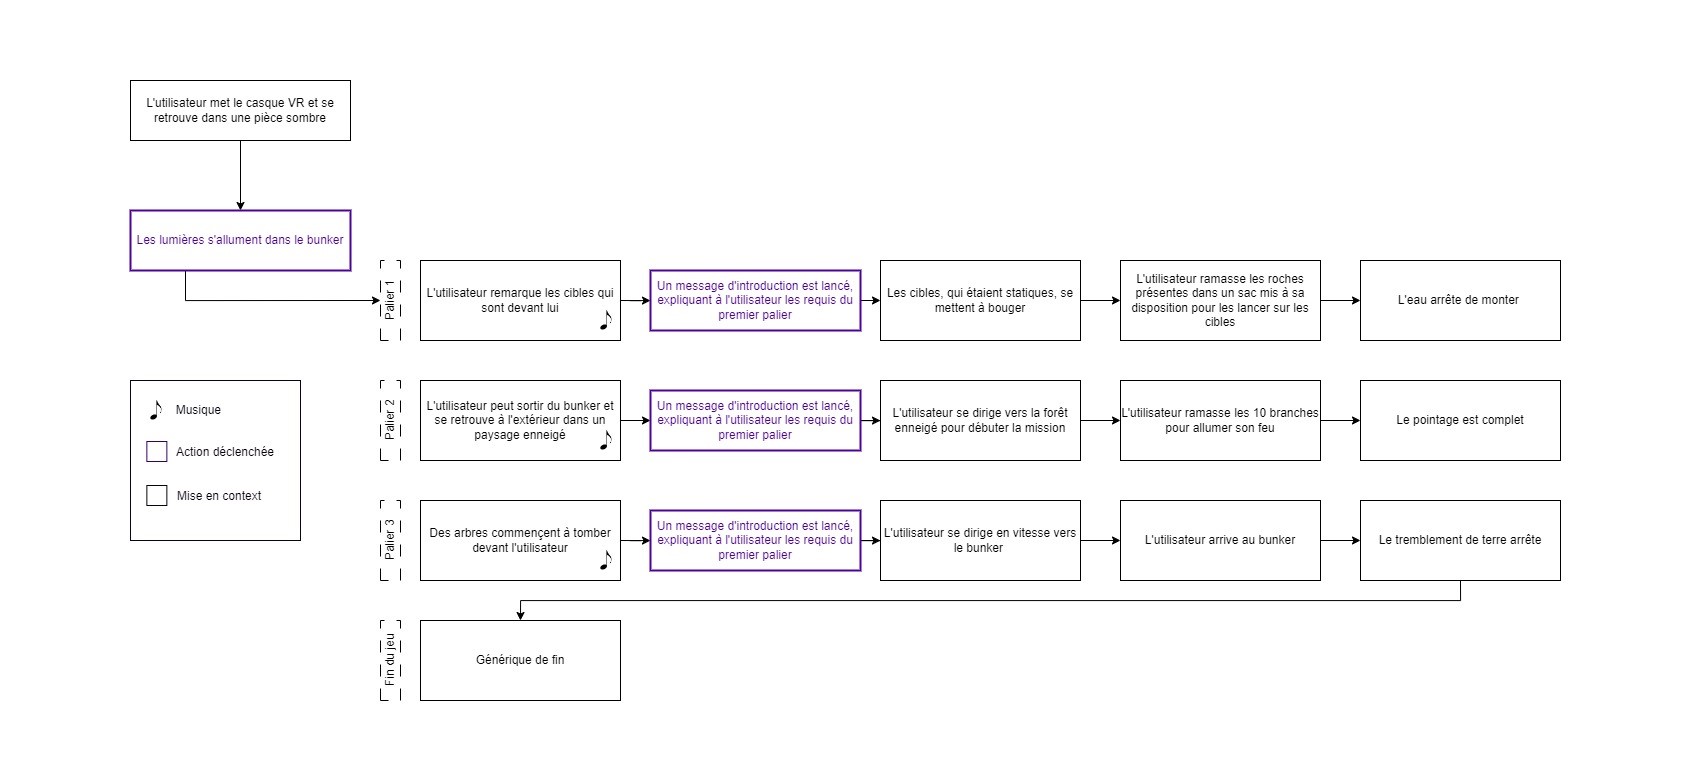 L'utilisateur met le casque VR et se
retrouve dans une pièce sombre
Les lumières s'allument dans le bunker
Palier 1
L'utilisateur remarque les cibles qui
sont devant lui
Un message d'introduction est lancé,
expliquant à l'utilisateur les requis du
premier palier
Les cibles, qui étaient statiques, se
mettent à bouger
L'utilisateur ramasse les roches
présentes dans un sac mis à sa
disposition pour les lancer sur les
cibles
L'eau arrête de monter
Musique
Action déclenchée
Mise en context
Palier 2
L'utilisateur peut sortir du bunker et
se retrouve à l'extérieur dans un
paysage enneigé
Un message d'introduction est lancé,
expliquant à l'utilisateur les requis du
premier palier
L'utilisateur se dirige vers la forêt
enneigé pour débuter la mission
L'utilisateur ramasse les 10 branches
pour allumer son feu
Le pointage est complet
Palier 3
Des arbres commençent à tomber
devant l'utilisateur
Un message d'introduction est lancé,
expliquant à l'utilisateur les requis du
premier palier
L'utilisateur se dirige en vitesse vers
le bunker
L'utilisateur arrive au bunker
Le tremblement de terre arrête
Fin du jeu
Générique de fin